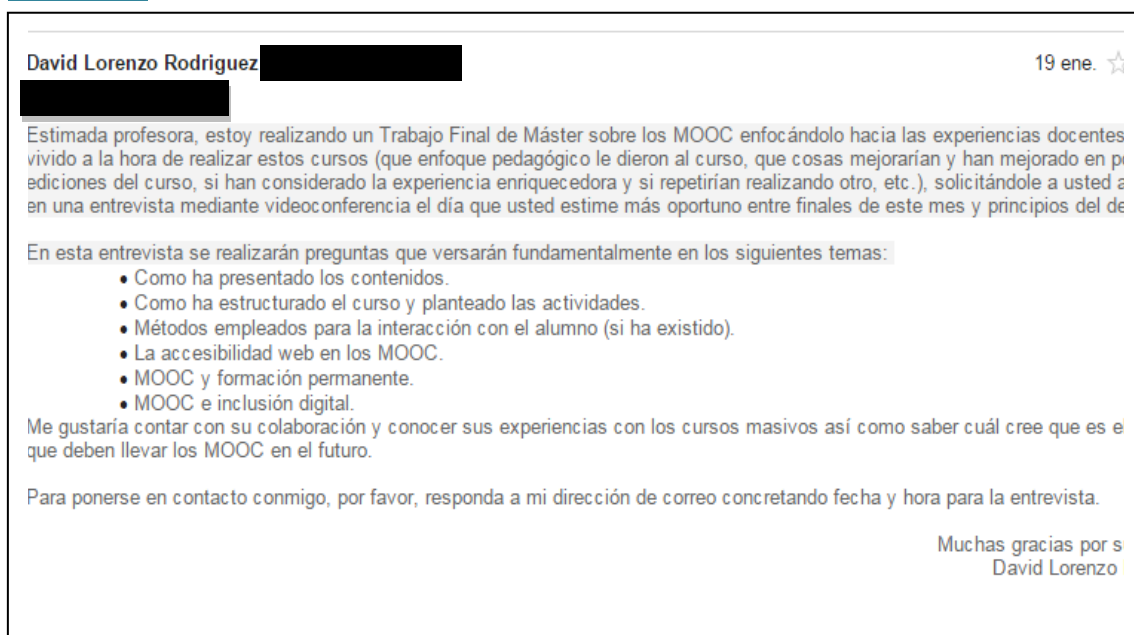 David Lorenzo Rodriguez
19 ene.
Estimada profesora, estoy realizando un Trabajo Final de Máster sobre los MOOC enfocándolo hacia las experiencias docentes
vivido a la hora de realizar estos cursos (que enfoque pedagógico le dieron al curso, que cosas mejorarían y han mejorado en
ediciones del curso, si han considerado la experiencia enriquecedora y si repetirían realizando otro, etc.), solicitándole a usted
en una entrevista mediante videoconferencia el día que usted estime más oportuno entre finales de este mes y principios del
En esta entrevista se realizarán preguntas que versarán fundamentalmente en los siguientes temas:
• Como ha presentado los contenidos.
• Como ha estructurado el curso y planteado las actividades.
• Métodos empleados para la interacción con el alumno (si ha existido).
• La accesibilidad web en los MOOC.
• MOOC y formación permanente.
• MOOC e inclusión digital.
Me gustaría contar con su colaboración y conocer sus experiencias con los cursos masivos así como saber cuál cree que es
que deben llevar los MOOC en el futuro.
Para ponerse en contacto conmigo, por favor, responda a mi dirección de correo concretando fecha y hora para la entrevista.
Muchas gracias por
David Lorenzo